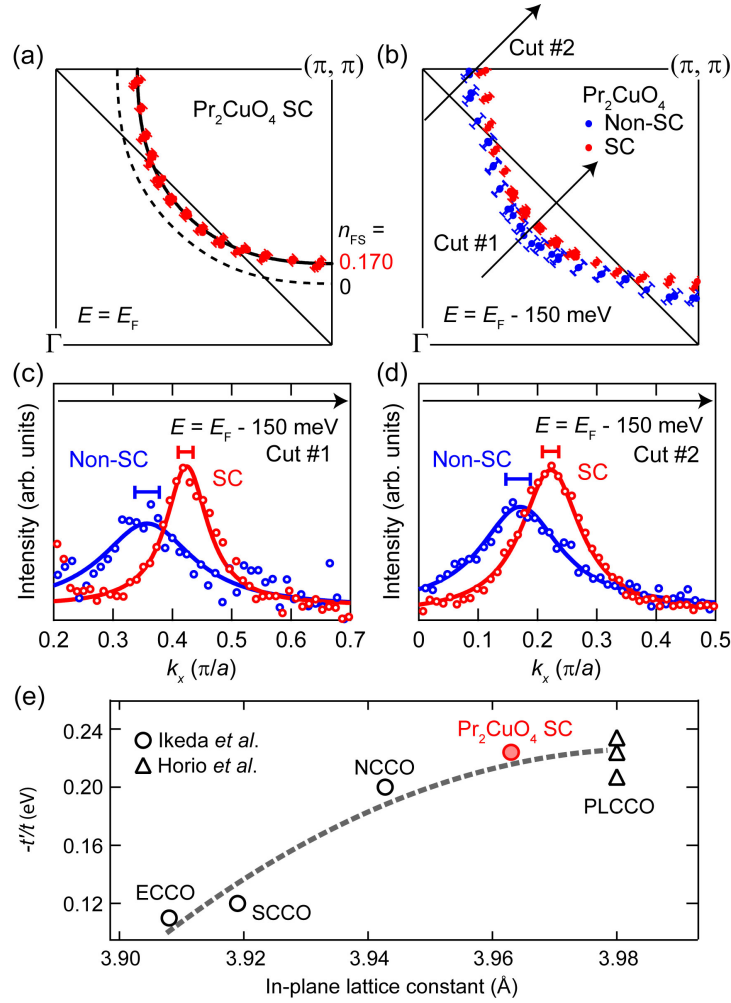 (a)
(π, π)
Pr2CuO4 SC
nFS =
0.170
0
E = EF
Γ
(b)
Cut #2
(π, π)
Pr2CuO4
Non-SC
SC
Cut #1
E = EF - 150 meV
(c)
E = EF - 150 meV
Cut #1
Non-SC
SC
Intensity (arb. units)
0.2 0.3 0.4 0.5 0.6 0.7
kx (π/a)
(d)
E = EF - 150 meV
Cut #2
Non-SC
SC
Intensity (arb. units)
0 0.1 0.2 0.3 0.4 0.5
kx (π/a)
(e)
Ikeda et al.
Horio et al.
Pr2CuO4 SC
NCCO
PLCCO
ECCO
SCCO
-t'/t (eV)
0.24
0.20
0.16
0.12
3.90 3.92 3.94 3.96 3.98
In-plane lattice constant (Å)